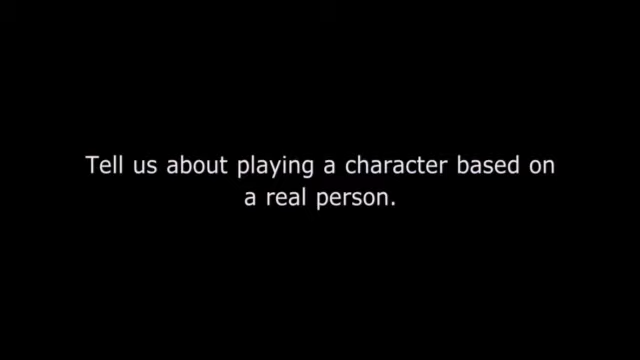 Tell us about playing a character based on
a real person.